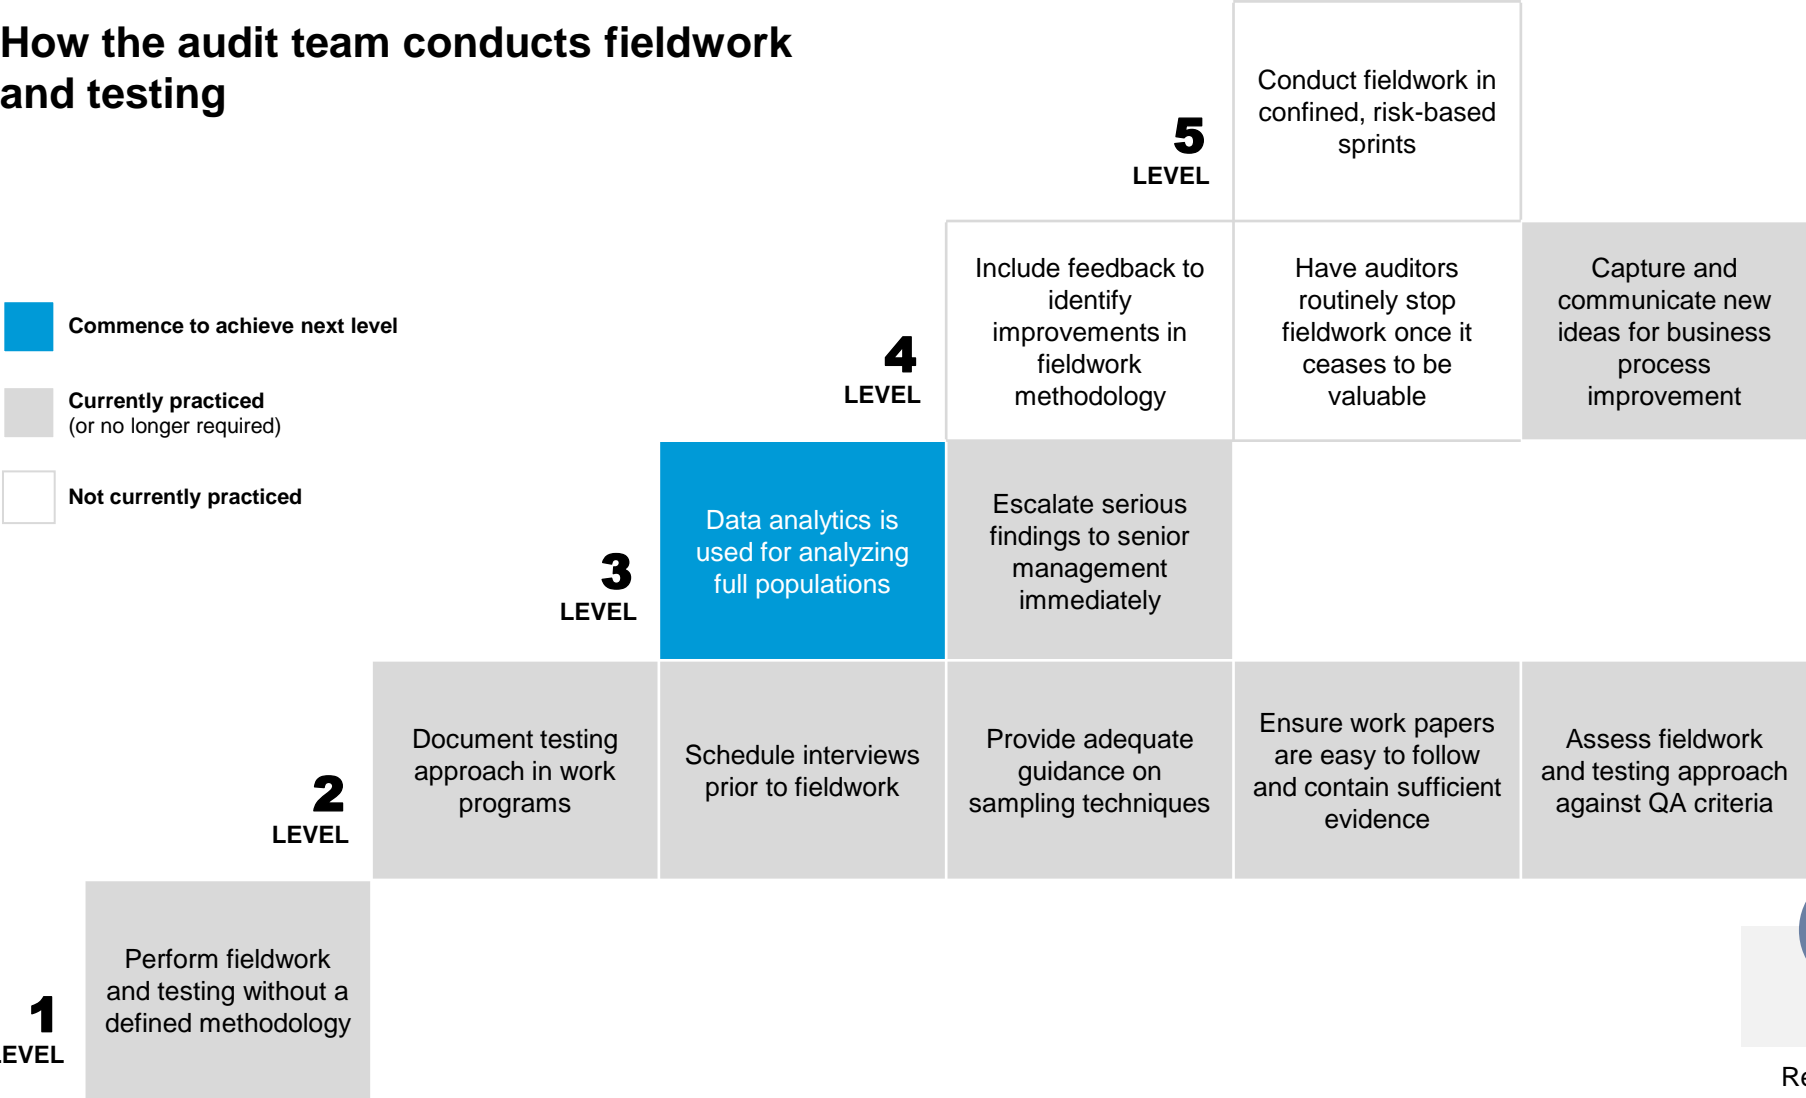 How the audit team conducts fieldwork
and testing
Commence to achieve next level
Currently practiced
(or no longer required)
Not currently practiced
5
LEVEL
Conduct fieldwork in
confined, risk-based
sprints
4
LEVEL
Include feedback to
identify
improvements in
fieldwork
methodology
Have auditors
routinely stop
fieldwork once it
ceases to be
valuable
Capture and
communicate new
ideas for business
process
improvement
3
LEVEL
Data analytics is
used for analyzing
full populations
Escalate serious
findings to senior
management
immediately
2
LEVEL
Document testing
approach in work
programs
Schedule interviews
prior to fieldwork
Provide adequate
guidance on
sampling techniques
Ensure work papers
are easy to follow
and contain sufficient
evidence
Assess fieldwork
and testing approach
against QA criteria
1
LEVEL
Perform fieldwork
and testing without a
defined methodology